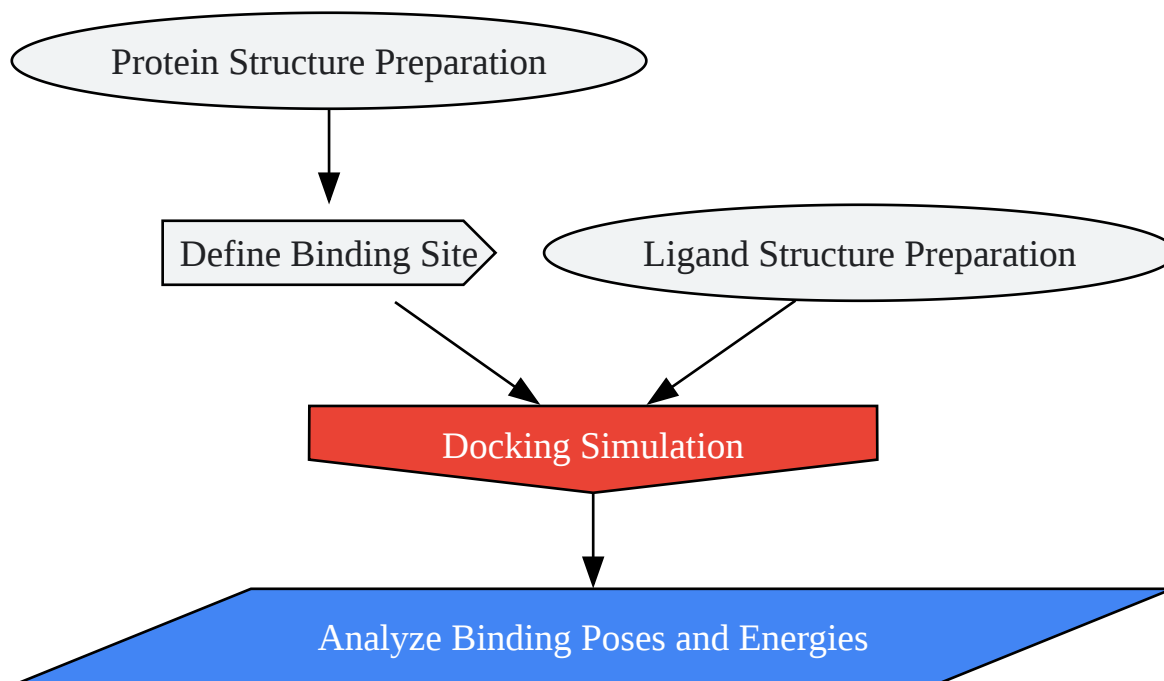 Protein Structure Preparation
Define Binding Site
Ligand Structure Preparation
Docking Simulation
Analyze Binding Poses and Energies